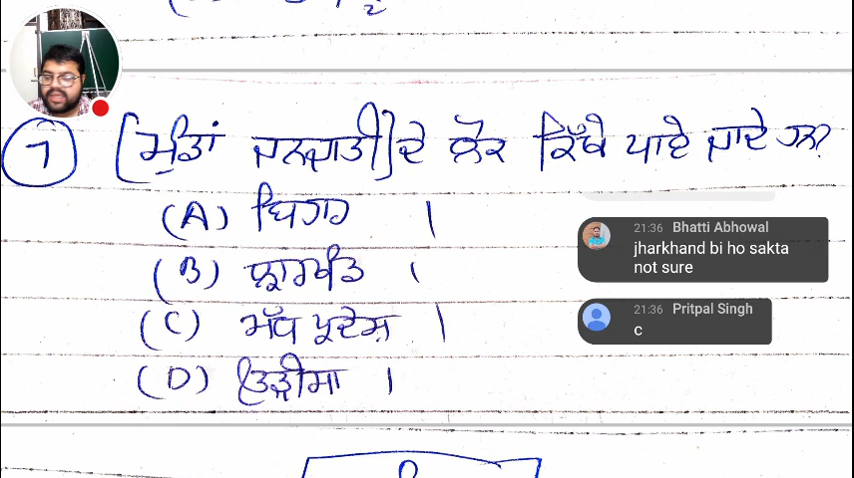 7 [ਮੁੰਡਾਂ ਜਨਜਾਤੀ] ਦੇ ਲੋਕ ਕਿੱਥੇ ਪਾਏ ਜਾਂਦੇ ਹਨ?
(A) ਬਿਹਾਰ ।
(B) ਝਾਰਖੰਡ ।
(C) ਮੱਧ ਪ੍ਰਦੇਸ਼ ।
(D) ਓੜੀਸਾ ।
21:36 Bhatti Abhowal
jharkhand bi ho sakta
not sure
21:36 Pritpal Singh
c